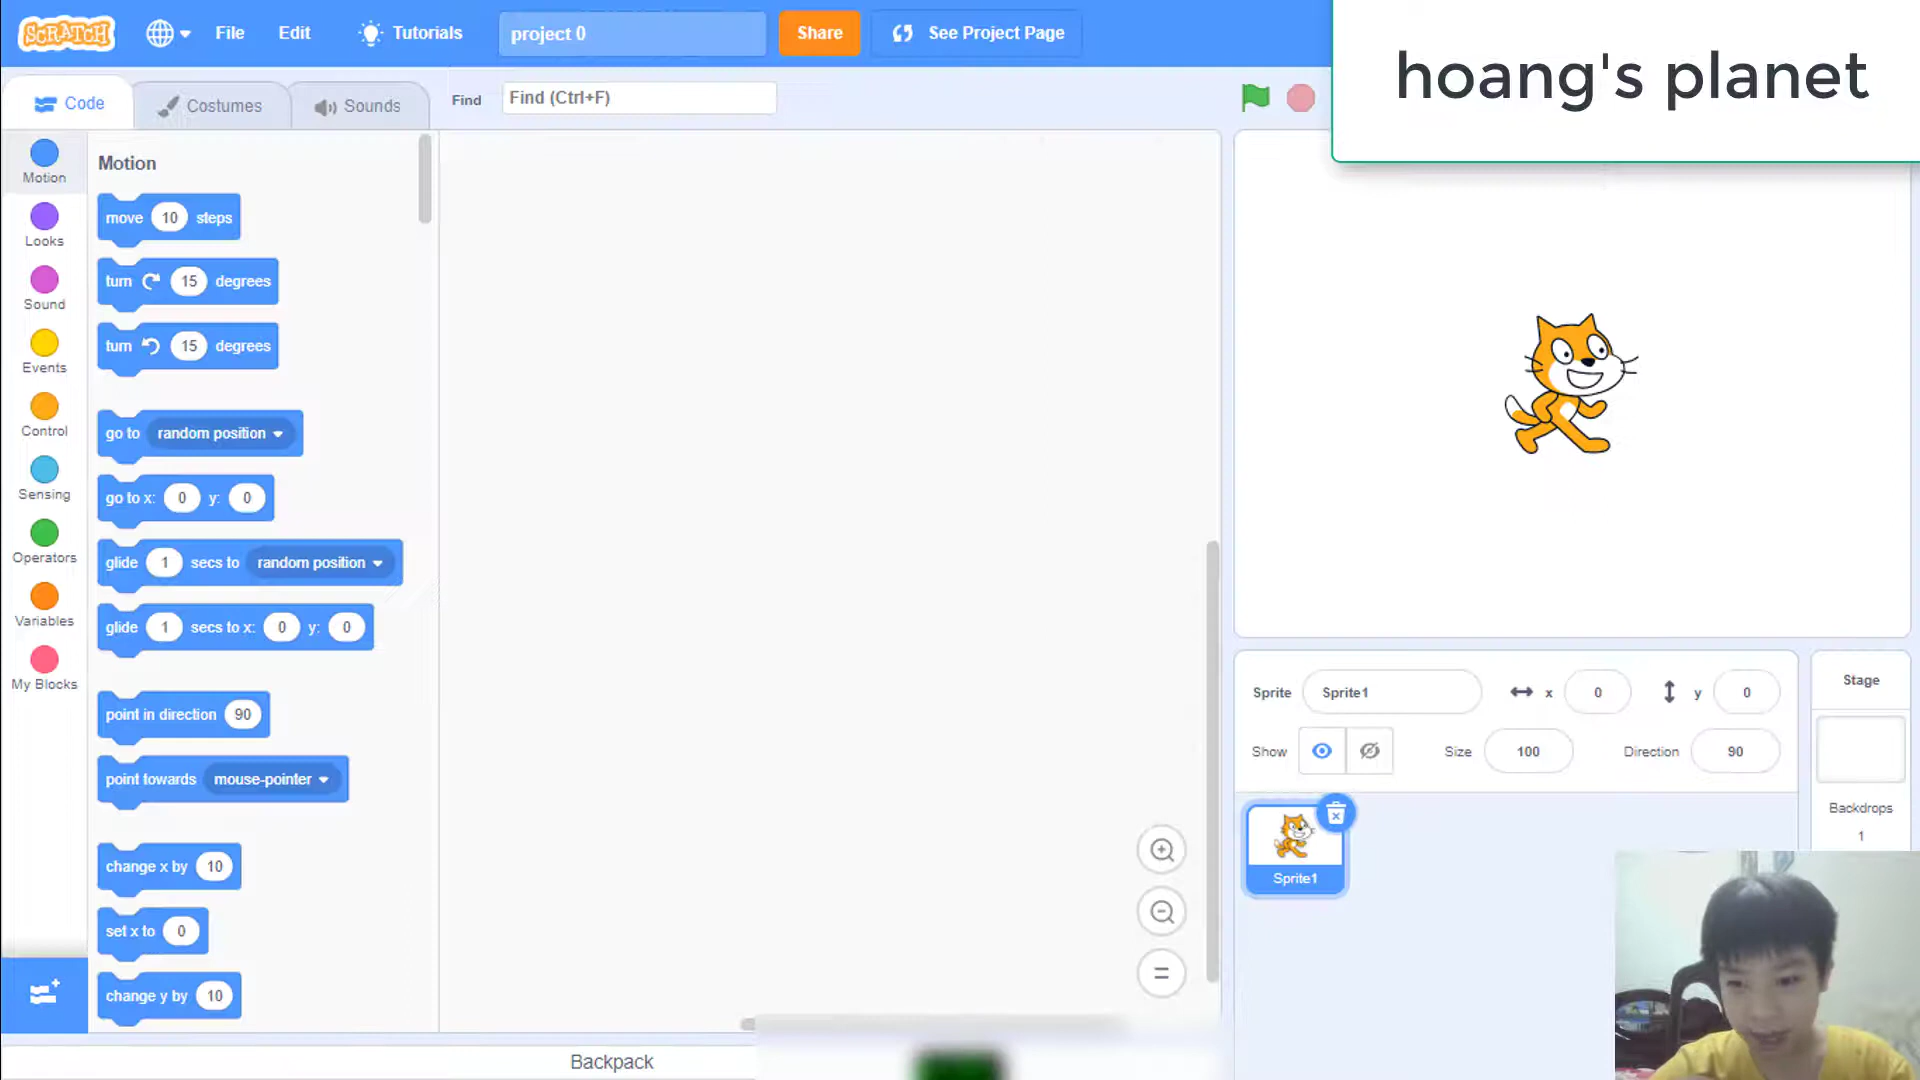 SCRATCH File Edit Tutorials project 0 Share See Project Page
hoang's planet
Code Costumes Sounds Find Find (Ctrl+F)
Motion
Looks
Sound
Events
Control
Sensing
Operators
Variables
My Blocks
Motion
move 10 steps
turn 15 degrees
turn 15 degrees
go to random position
go to x: 0 y: 0
glide 1 secs to random position
glide 1 secs to x: 0 y: 0
point in direction 90
point towards mouse-pointer
change x by 10
set x to 0
change y by 10
Backpack
Sprite Sprite1 x 0 y 0
Show Size 100 Direction 90
Sprite1
Stage
Backdrops
1